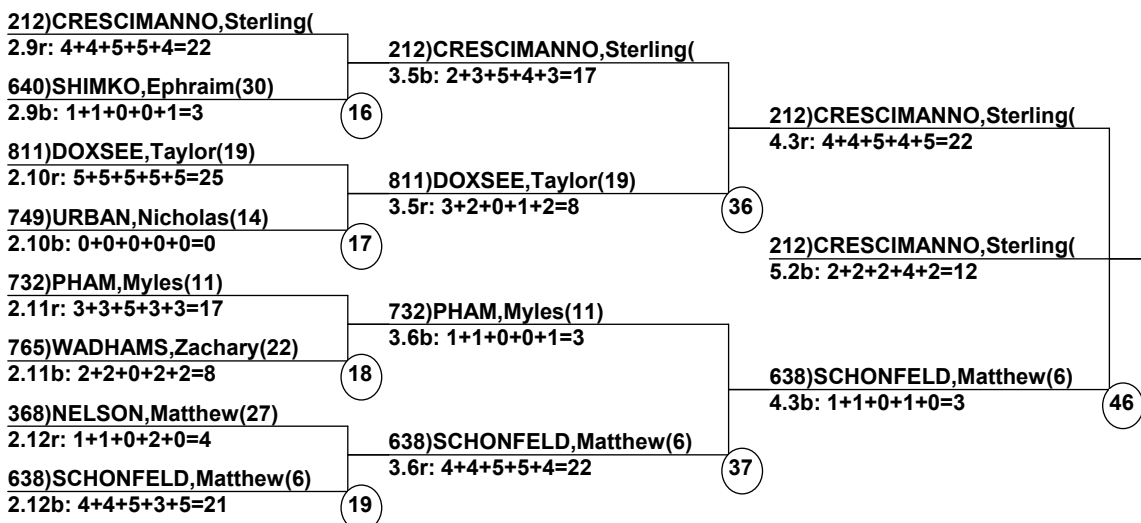 212)CRESCIMANNO,Sterling(
2.9r: 4+4+5+5+4=22
640)SHIMKO,Ephraim(30)
2.9b: 1+1+0+0+1=3
16
811)DOXSEE,Taylor(19)
2.10r: 5+5+5+5+5=25
749)URBAN,Nicholas(14)
2.10b: 0+0+0+0+0=0
17
732)PHAM,Myles(11)
2.11r: 3+3+5+3+3=17
765)WADHAMS,Zachary(22)
2.11b: 2+2+0+2+2=8
18
368)NELSON,Matthew(27)
2.12r: 1+1+0+2+0=4
638)SCHONFELD,Matthew(6)
2.12b: 4+4+5+3+5=21
19
212)CRESCIMANNO,Sterling(
3.5b: 2+3+5+4+3=17
811)DOXSEE,Taylor(19)
3.5r: 3+2+0+1+2=8
36
732)PHAM,Myles(11)
3.6b: 1+1+0+0+1=3
638)SCHONFELD,Matthew(6)
3.6r: 4+4+5+5+4=22
37
212)CRESCIMANNO,Sterling(
4.3r: 4+4+5+4+5=22
212)CRESCIMANNO,Sterling(
5.2b: 2+2+2+4+2=12
638)SCHONFELD,Matthew(6)
4.3b: 1+1+0+1+0=3
46